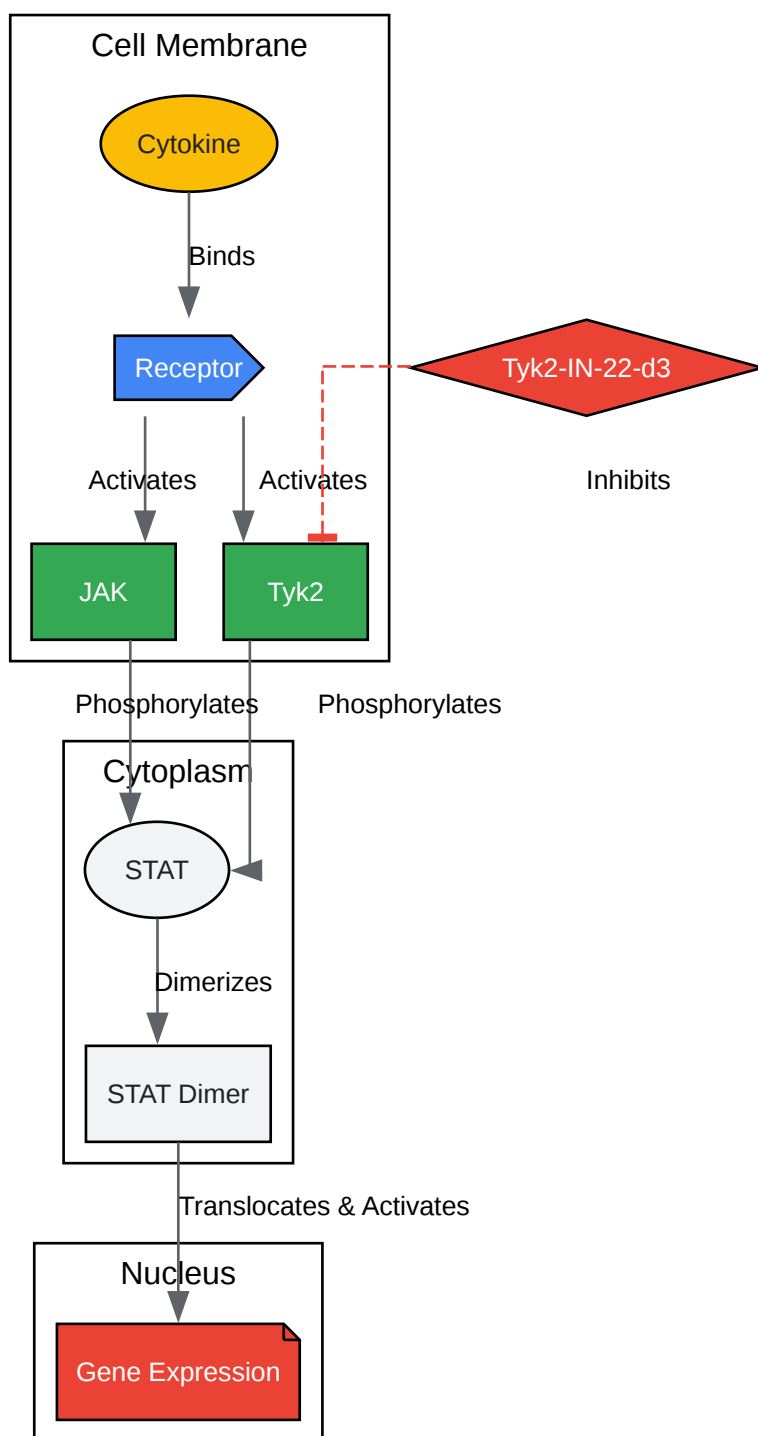 Cell Membrane
Cytokine
Binds
Receptor
Tyk2-IN-22-d3
Activates
Activates
Inhibits
JAK
Tyk2
Phosphorylates
Phosphorylates
Cytoplasm
STAT
Dimerizes
STAT Dimer
Translocates & Activates
Nucleus
Gene Expression